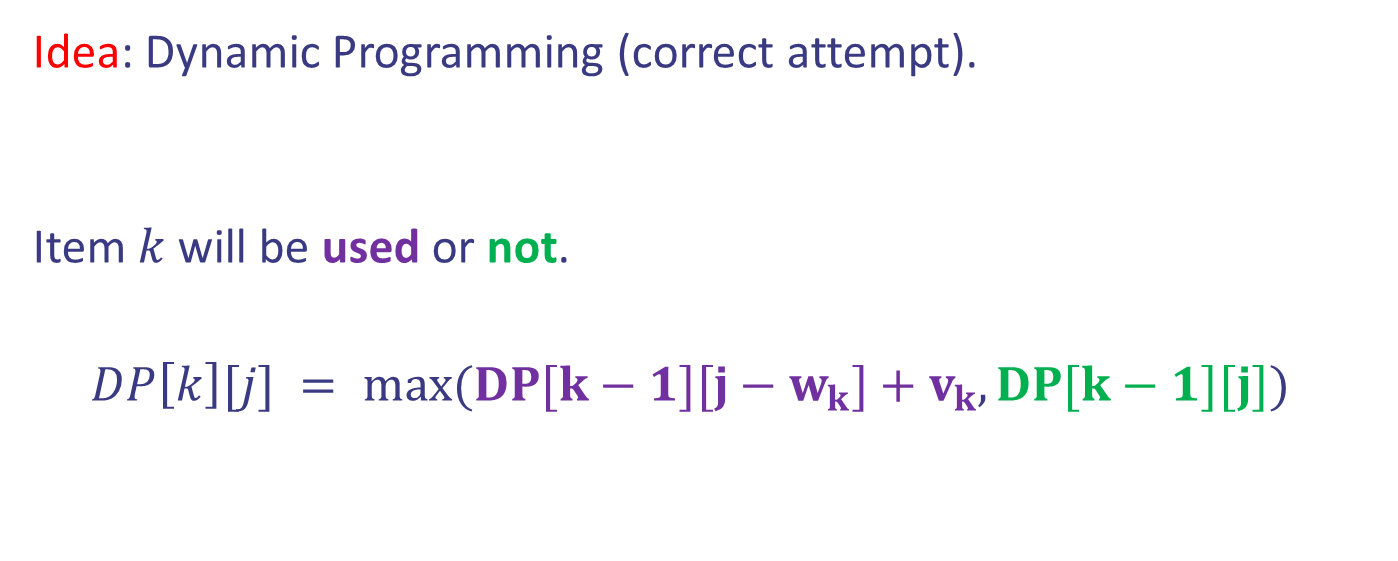 Idea: Dynamic Programming (correct attempt).
Item k will be used or not.
DP[k][j] = max(DP[k − 1][j − wₖ] + vₖ, DP[k − 1][j])